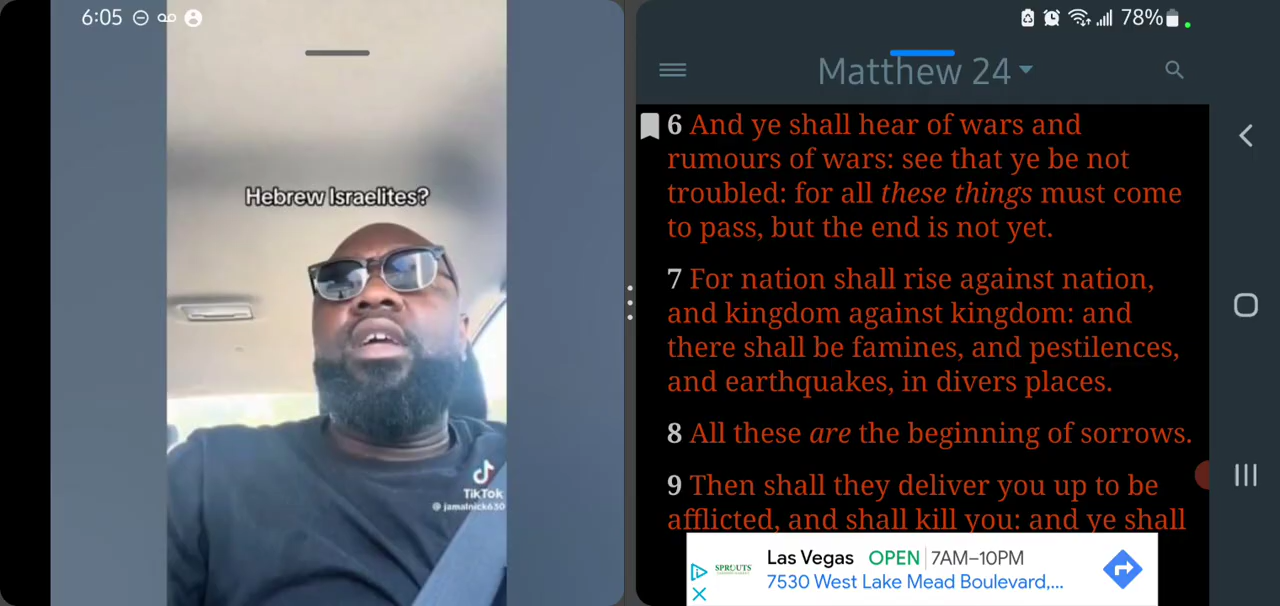 6:05
Hebrew Israelites?
TikTok
@jamalnick630
78%
Matthew 24
6 And ye shall hear of wars and
rumours of wars: see that ye be not
troubled: for all these things must come
to pass, but the end is not yet.
7 For nation shall rise against nation,
and kingdom against kingdom: and
there shall be famines, and pestilences,
and earthquakes, in divers places.
8 All these are the beginning of sorrows.
9 Then shall they deliver you up to be
afflicted, and shall kill you: and ye shall
SPROUTS
Las Vegas OPEN 7AM–10PM
7530 West Lake Mead Boulevard,...